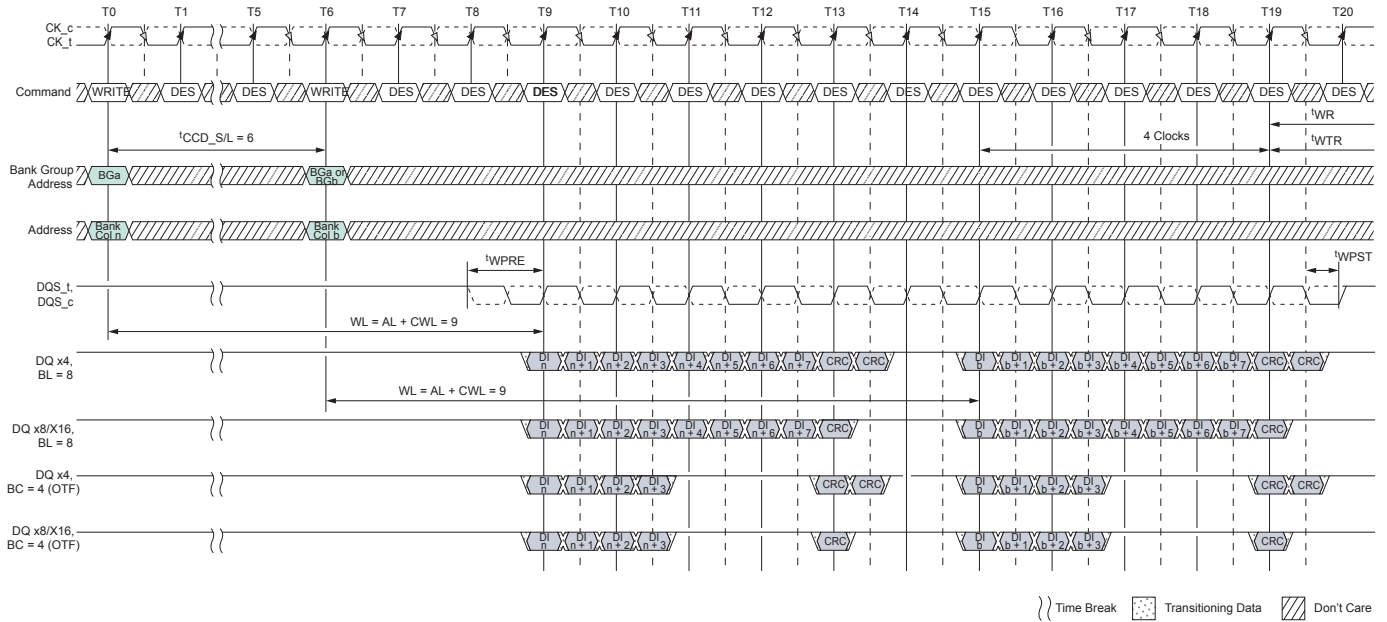 T0 T1 T5 T6 T7 T8 T9 T10 T11 T12 T13 T14 T15 T16 T17 T18 T19 T20
CK_c
CK_t
Command WRITE DES DES WRITE DES DES DES DES DES DES DES DES DES DES DES DES DES DES
tWR
tCCD_S/L = 6
4 Clocks
tWTR
Bank Group
Address
BGa
BGa or
BGb
Address
Bank
Col n
Bank
Col b
tWPRE
tWPST
DQS_t,
DQS_c
WL = AL + CWL = 9
DQ x4,
BL = 8
DI DI DI DI DI DI DI DI CRC CRC DI DI DI DI DI DI DI DI CRC CRC
n n + 1 n + 2 n + 3 n + 4 n + 5 n + 6 n + 7 b b + 1 b + 2 b + 3 b + 4 b + 5 b + 6 b + 7
WL = AL + CWL = 9
DQ x8/X16,
BL = 8
DI DI DI DI DI DI DI DI CRC DI DI DI DI DI DI DI DI CRC
n n + 1 n + 2 n + 3 n + 4 n + 5 n + 6 n + 7 b b + 1 b + 2 b + 3 b + 4 b + 5 b + 6 b + 7
DQ x4,
BC = 4 (OTF)
DI DI DI DI CRC CRC DI DI DI DI CRC CRC
n n + 1 n + 2 n + 3 b b + 1 b + 2 b + 3
DQ x8/X16,
BC = 4 (OTF)
DI DI DI DI CRC DI DI DI DI CRC
n n + 1 n + 2 n + 3 b b + 1 b + 2 b + 3
Time Break Transitioning Data Don't Care